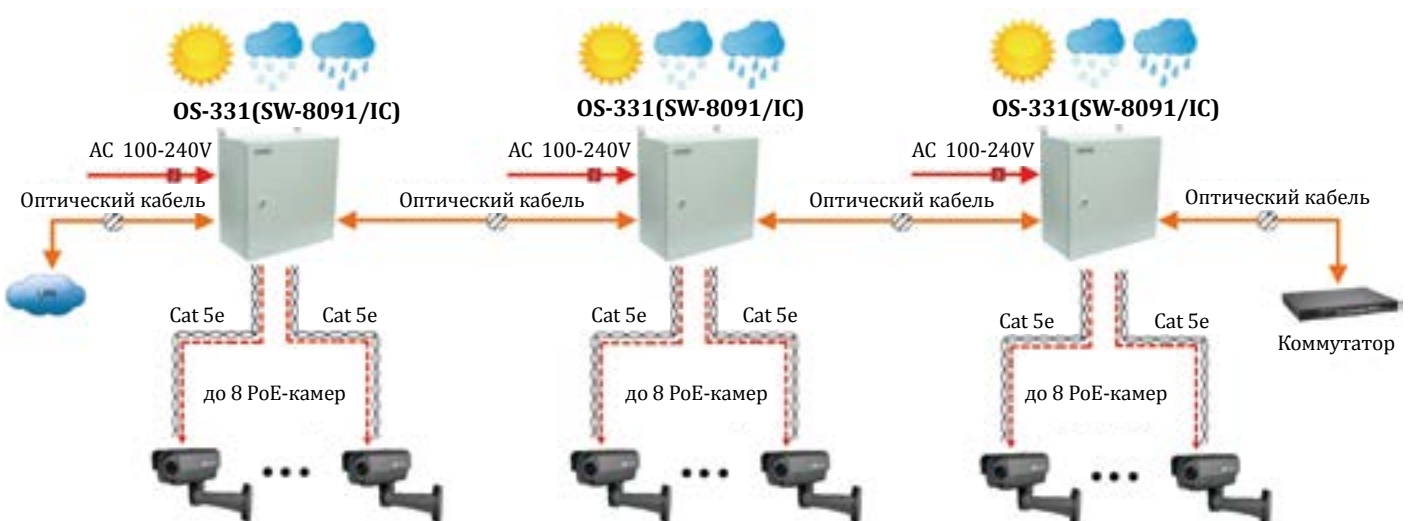 OS-331(SW-8091/IC)
OS-331(SW-8091/IC)
OS-331(SW-8091/IC)
AC 100-240V
AC 100-240V
AC 100-240V
Оптический кабель
Оптический кабель
Оптический кабель
Оптический кабель
LAN
Cat 5e
Cat 5e
Cat 5e
Cat 5e
Cat 5e
Cat 5e
Коммутатор
до 8 PoE-камер
до 8 PoE-камер
до 8 PoE-камер